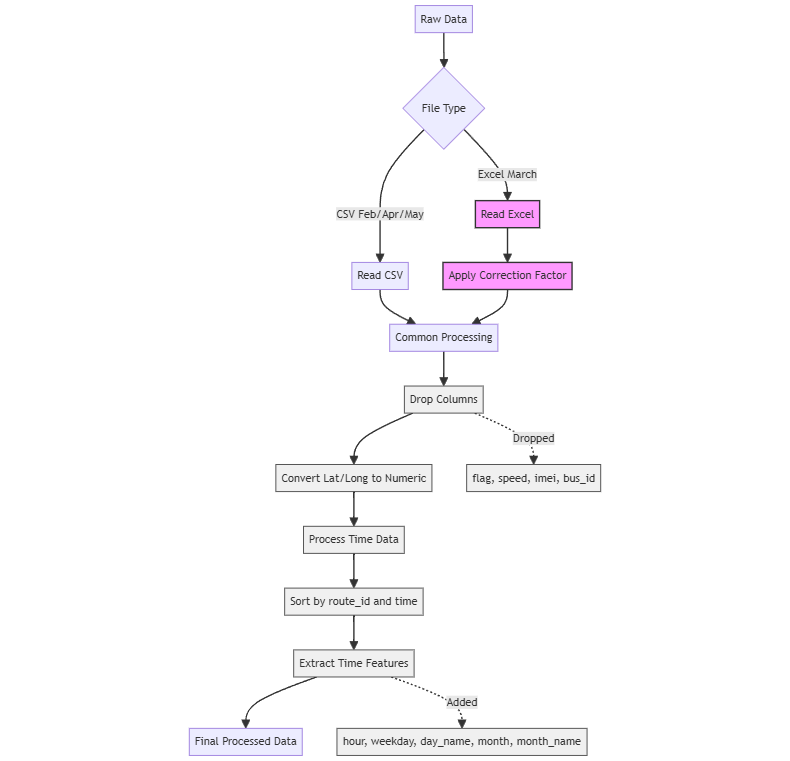 Raw Data
File Type
Excel March
CSV Feb/Apr/May
Read Excel
Read CSV
Apply Correction Factor
Common Processing
Drop Columns
Dropped
Convert Lat/Long to Numeric
flag, speed, imei, bus_id
Process Time Data
Sort by route_id and time
Extract Time Features
Added
Final Processed Data
hour, weekday, day_name, month, month_name